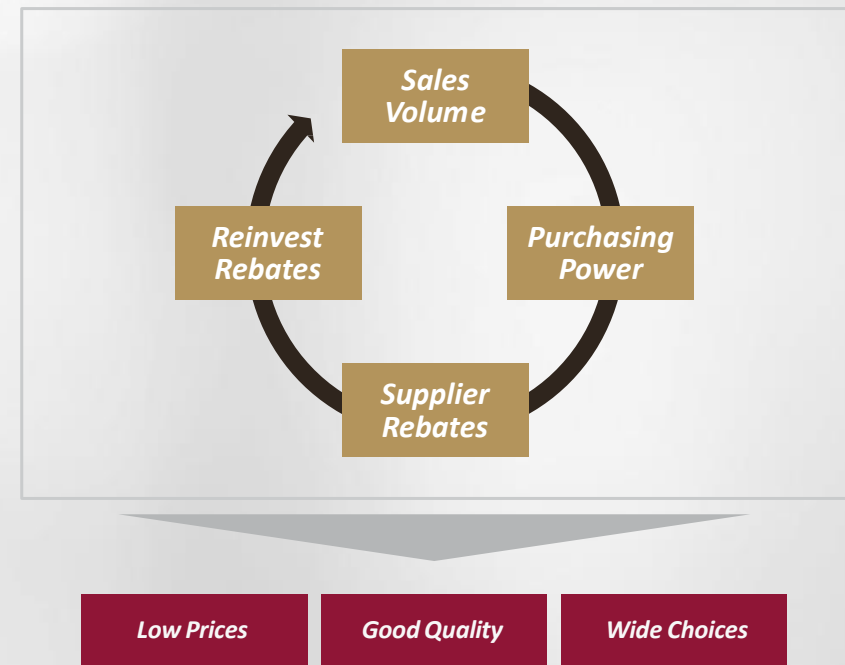 Sales
Volume
Reinvest
Rebates
Purchasing
Power
Supplier
Rebates
Low Prices
Good Quality
Wide Choices